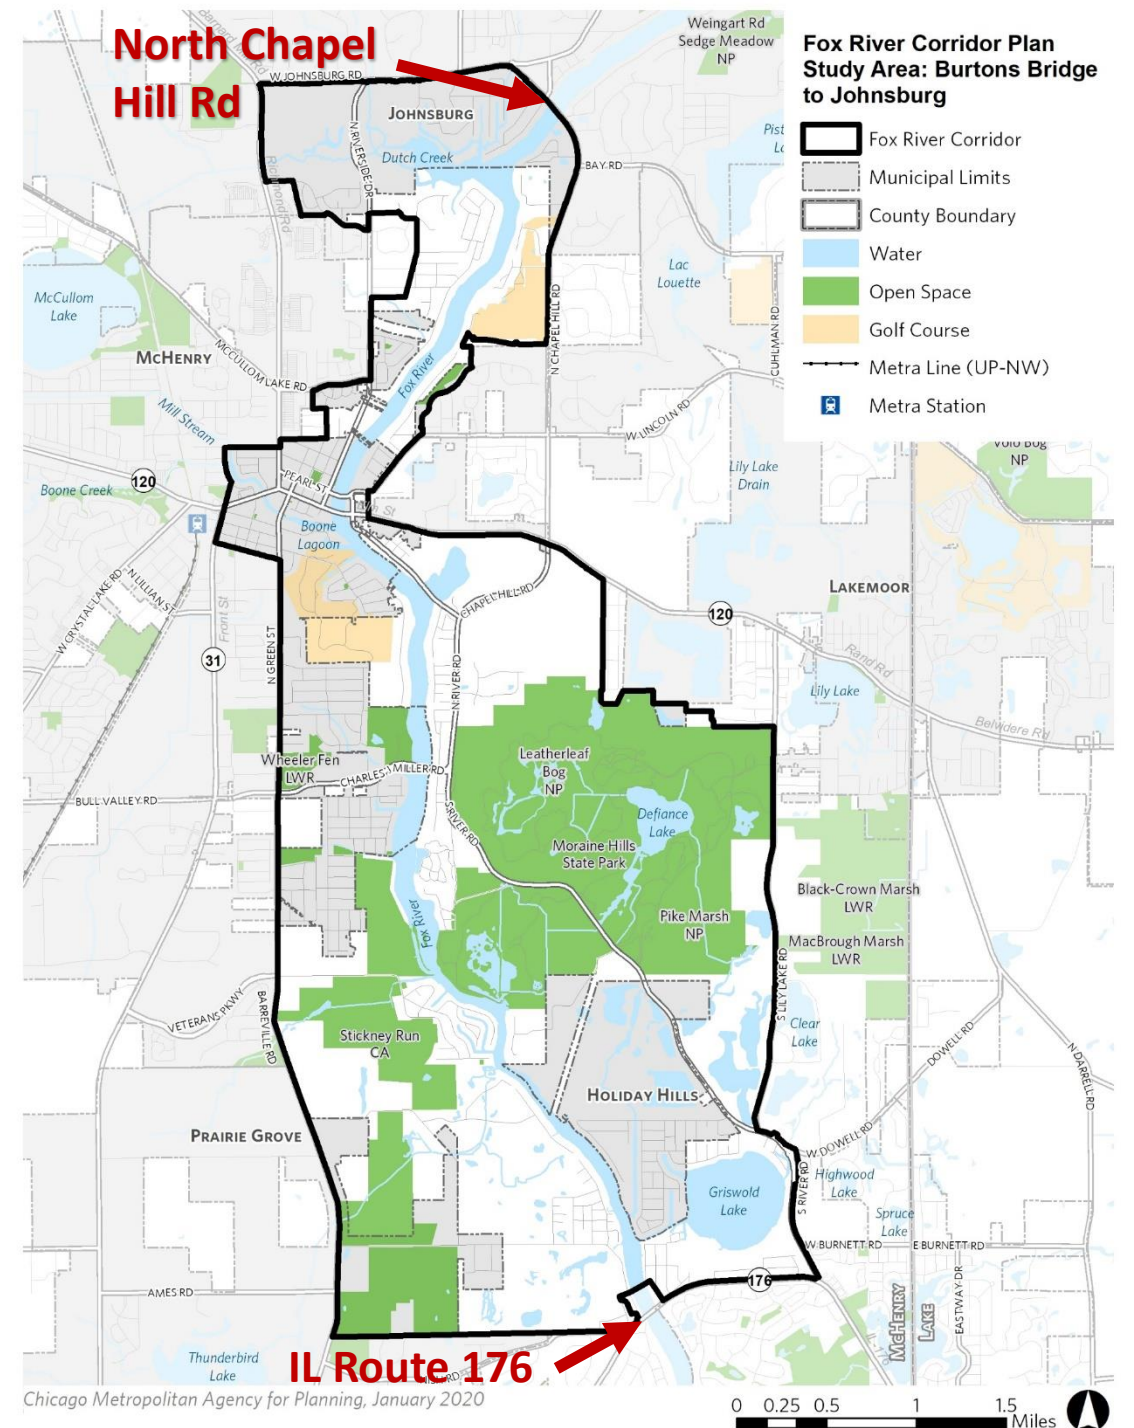 North Chapel
Hill Rd
Weingart Rd
Sedge Meadow
NP
Fox River Corridor Plan
Study Area: Burtons Bridge
to Johnsburg
Fox River Corridor
Municipal Limits
County Boundary
Water
Open Space
Golf Course
Metra Line (UP-NW)
Metra Station
W JOHNSBURG RD
JOHNSBURG
N RIVERSIDE DR
Dutch Creek
BAY RD
Richmond Rd
Lac
Louette
McCullom
Lake
MCHENRY
MCCULLOM LAKE RD
N CHAPEL HILL RD
CUHLMAN RD
Fox River
Mill Stream
W LINCOLN RD
Volo Bog
NP
Lily Lake
Drain
Boone Creek
120
PEARL ST
Boone
Lagoon
LAKEMOOR
W CRYSTAL LAKE RD
N LILLIAN ST
Front St
CHAPEL HILL RD
120
Rand Rd
31
N GREEN ST
N RIVER RD
Lily Lake
Belvidere Rd
Wheeler Fen
LWR
CHARLES J MILLER RD
Leatherleaf
Bog
NP
BULL VALLEY RD
S RIVER RD
Defiance
Lake
Moraine Hills
State Park
Black-Crown Marsh
LWR
Pike Marsh
NP
Fox River
MacBrough Marsh
LWR
S LILY LAKE RD
VETERANS PKWY
BARREVILLE RD
Stickney Run
CA
Clear
Lake
DOWELL RD
N DARRELL RD
HOLIDAY HILLS
PRAIRIE GROVE
W DOWELL RD
S RIVER RD
Highwood
Lake
Griswold
Lake
Spruce
Lake
W BURNETT RD
E BURNETT RD
176
AMES RD
MCHENRY
LAKE
EASTWAY DR
Thunderbird
Lake
IL Route 176
Chicago Metropolitan Agency for Planning, January 2020
0 0.25 0.5 1 1.5
Miles